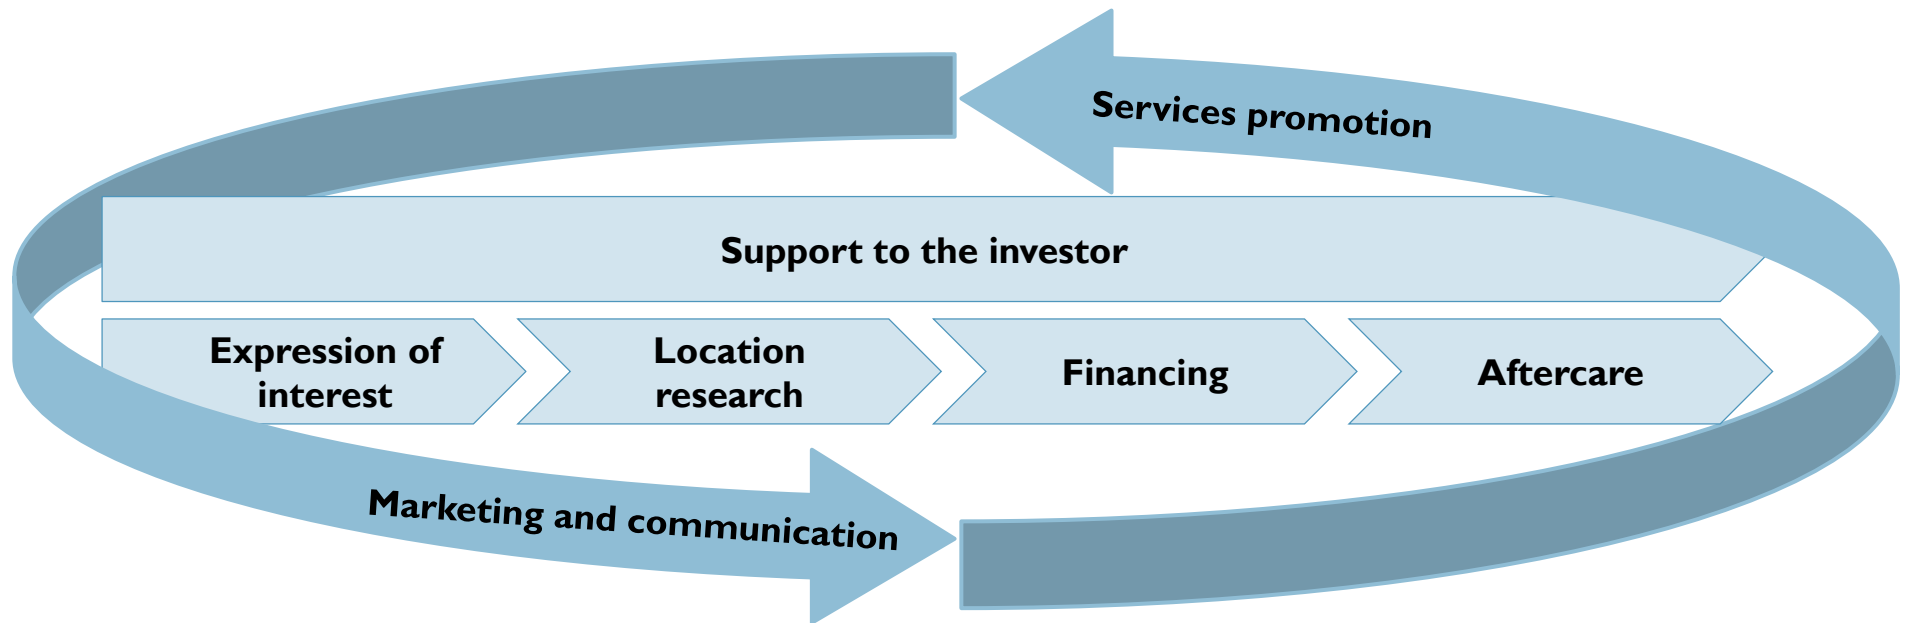 Services promotion
Support to the investor
Expression of
interest
Location
research
Financing
Aftercare
Marketing and communication